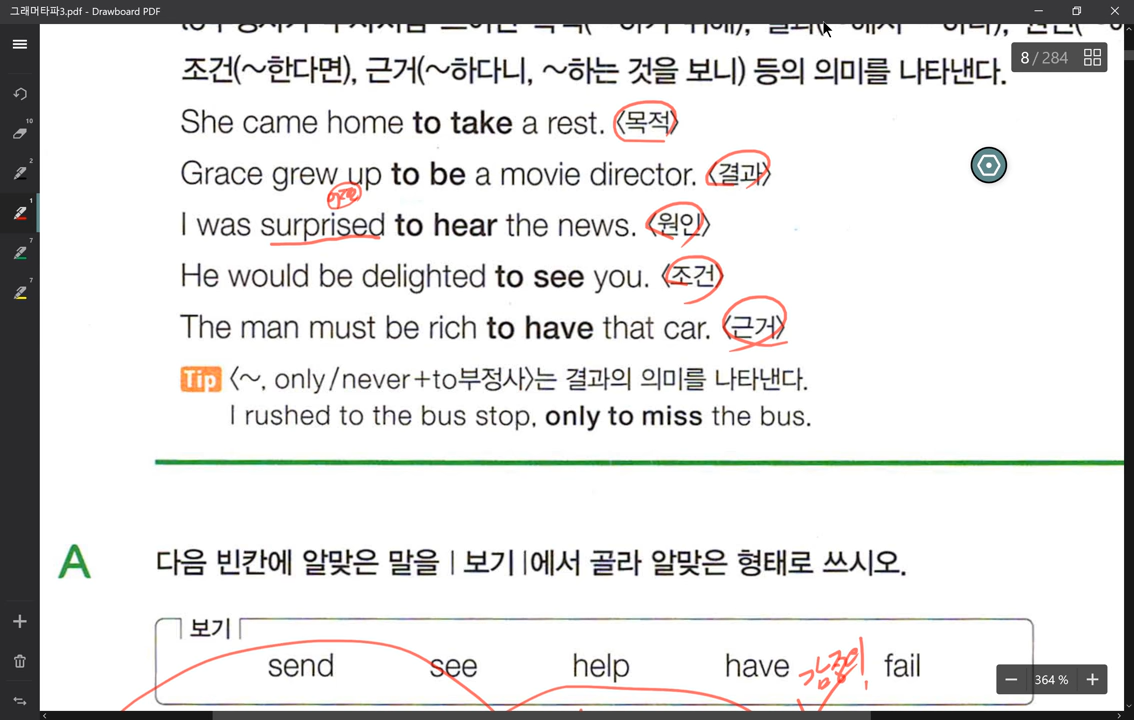 그래머타파3.pdf - Drawboard PDF
8 / 284
조건(～한다면), 근거(～하다니, ～하는 것을 보니) 등의 의미를 나타낸다.
She came home to take a rest. 〈목적〉
Grace grew up to be a movie director. 〈결과〉
I was surprised to hear the news. 〈원인〉
He would be delighted to see you. 〈조건〉
The man must be rich to have that car. 〈근거〉
Tip 〈～, only/never+to부정사〉는 결과의 의미를 나타낸다.
I rushed to the bus stop, only to miss the bus.
A 다음 빈칸에 알맞은 말을 |보기|에서 골라 알맞은 형태로 쓰시오.
보기
send see help have fail
10
2
1
7
7
364 %